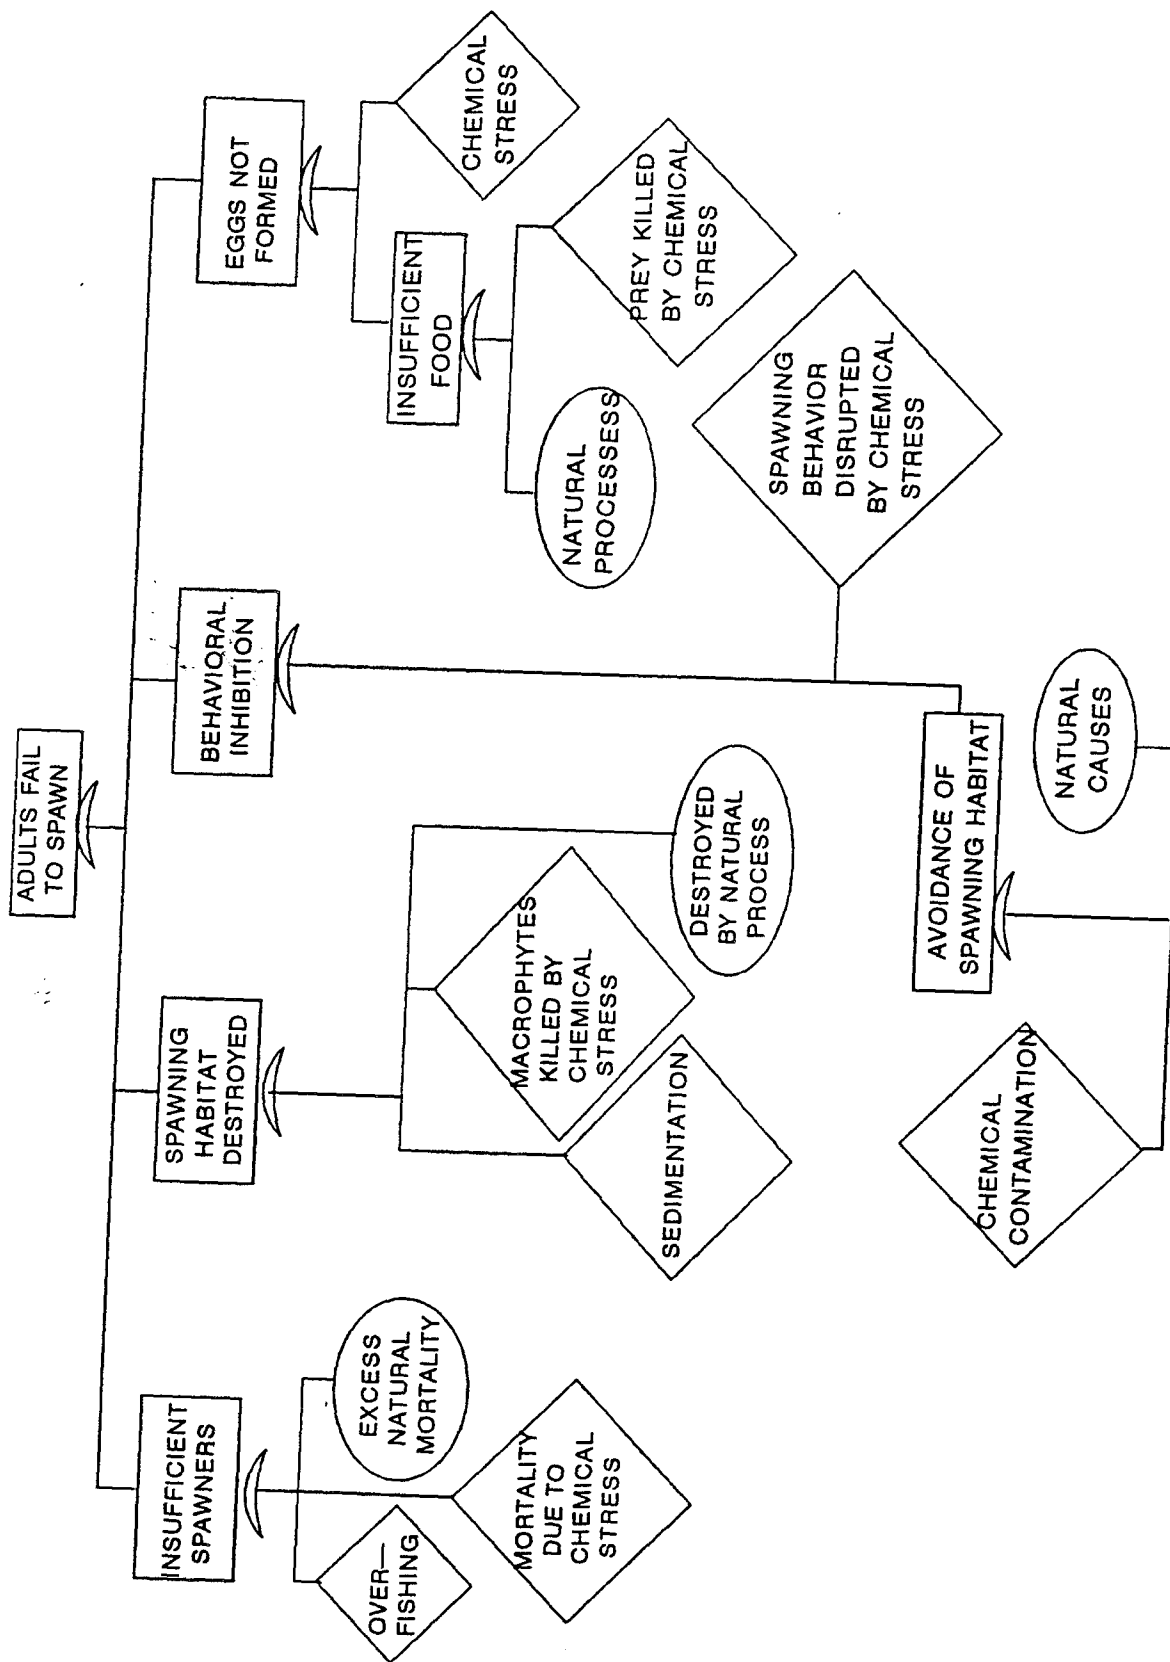 ADULTS FAIL
TO SPAWN
INSUFFICIENT
SPAWNERS
SPAWNING
HABITAT
DESTROYED
BEHAVIORAL
INHIBITION
EGGS NOT
FORMED
OVER—
FISHING
EXCESS
NATURAL
MORTALITY
MORTALITY
DUE TO
CHEMICAL
STRESS
SEDIMENTATION
MACROPHYTES
KILLED BY
CHEMICAL
STRESS
DESTROYED
BY NATURAL
PROCESS
INSUFFICIENT
FOOD
CHEMICAL
STRESS
NATURAL
PROCESSESS
PREY KILLED
BY CHEMICAL
STRESS
SPAWNING
BEHAVIOR
DISRUPTED
BY CHEMICAL
STRESS
AVOIDANCE OF
SPAWNING HABITAT
CHEMICAL
CONTAMINATION
NATURAL
CAUSES